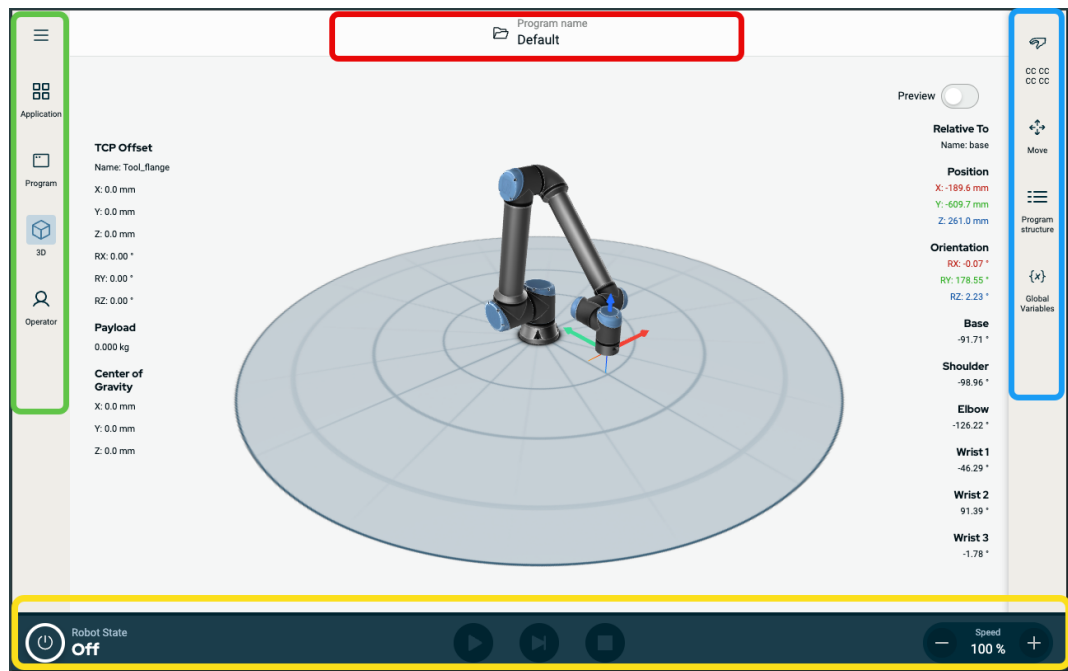 Program name
Default
Application
Program
3D
Operator
TCP Offset
Name: Tool_flange
X: 0.0 mm
Y: 0.0 mm
Z: 0.0 mm
RX: 0.00 °
RY: 0.00 °
RZ: 0.00 °
Payload
0.000 kg
Center of
Gravity
X: 0.0 mm
Y: 0.0 mm
Z: 0.0 mm
Preview
Relative To
Name: base
Position
X: -189.6 mm
Y: -609.7 mm
Z: 261.0 mm
Orientation
RX: -0.07 °
RY: 178.55 °
RZ: 2.23 °
Base
-91.71 °
Shoulder
-98.96 °
Elbow
-126.22 °
Wrist 1
-46.29 °
Wrist 2
91.39 °
Wrist 3
-1.78 °
CC CC
CC CC
Move
Program
structure
{x}
Global
Variables
Robot State
Off
Speed
100 %